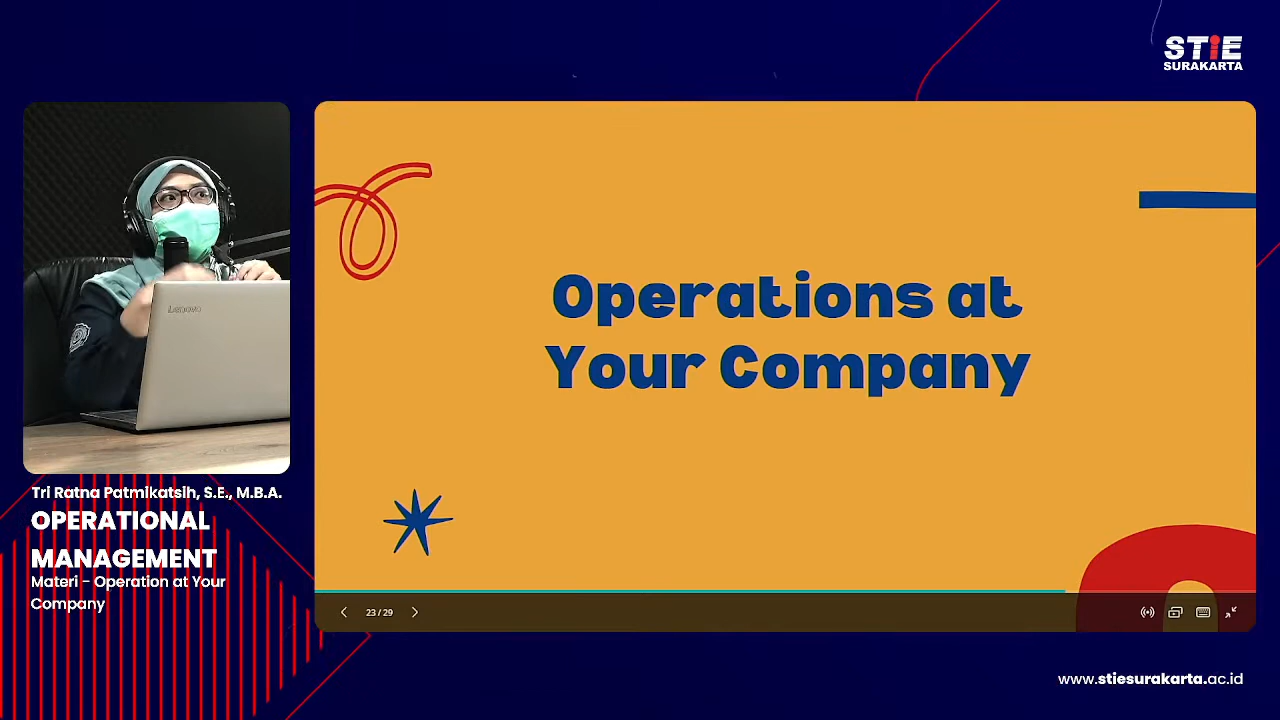 STiE
SURAKARTA
Operations at
Your Company
Lenovo
Tri Ratna Patmikatsih, S.E., M.B.A.
OPERATIONAL
MANAGEMENT
Materi - Operation at Your
Company
23 / 29
www.stiesurakarta.ac.id